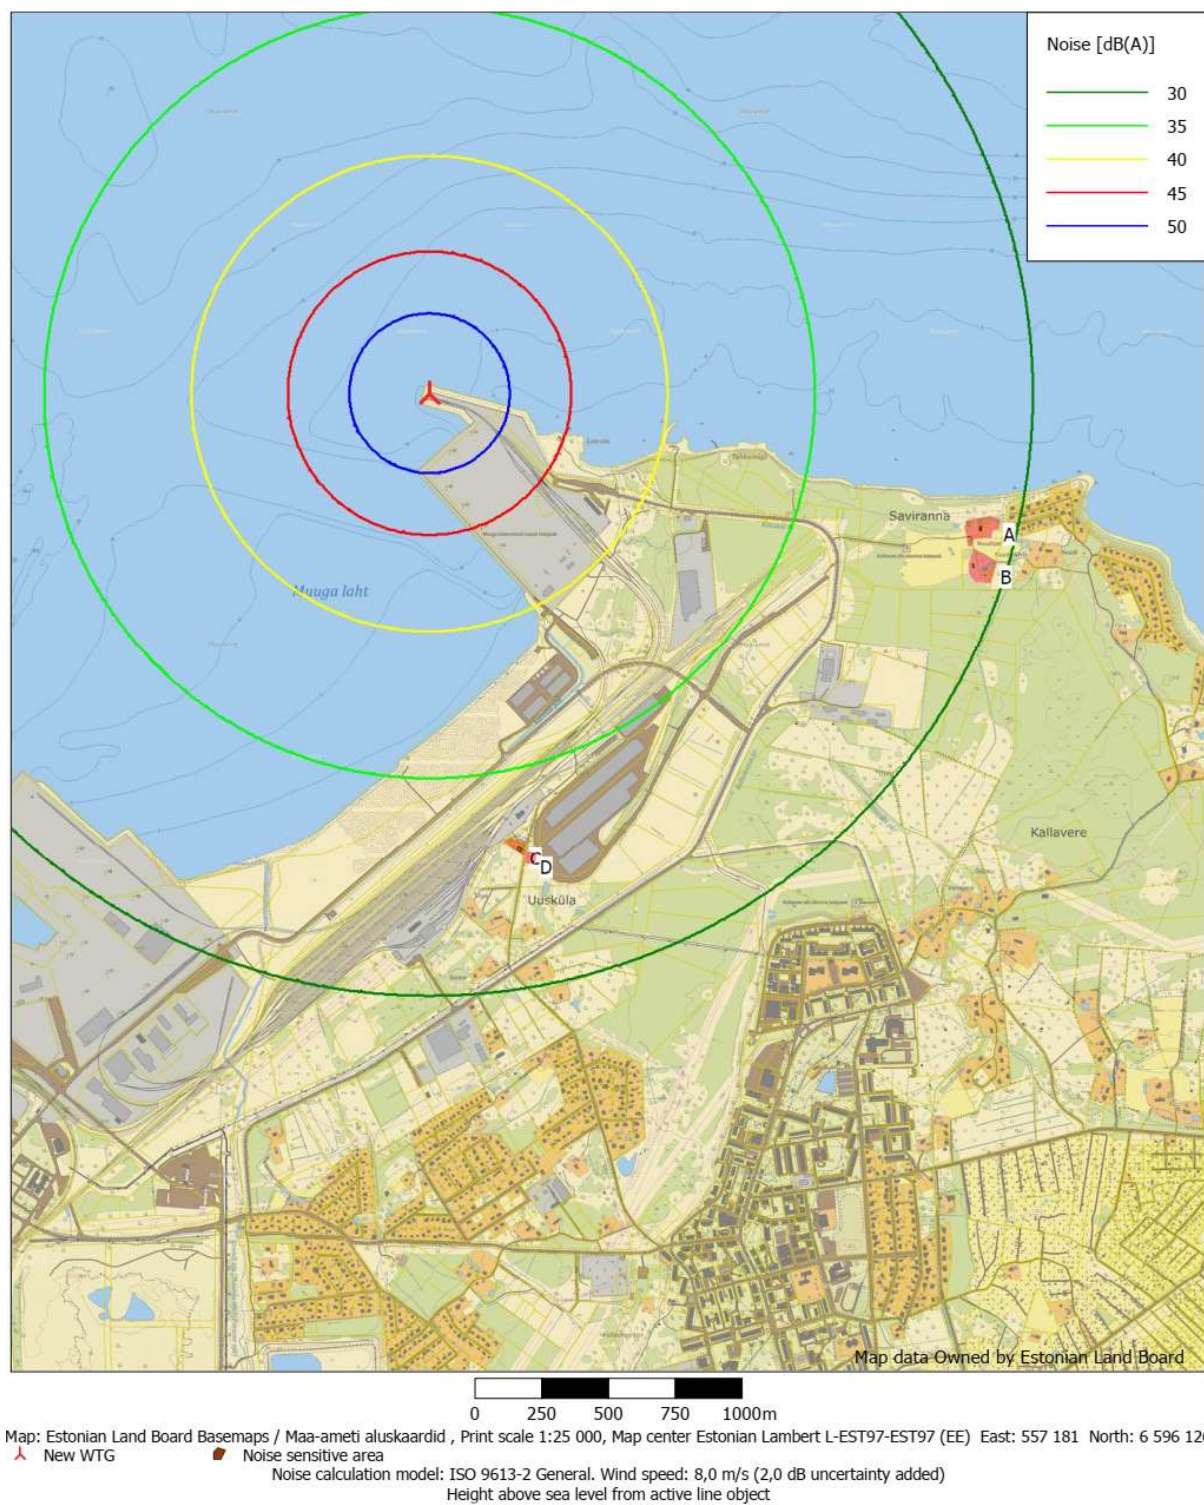 Noise [dB(A)]
30
35
40
45
50
Saviranna
A
B
Muuga laht
Kallavere
C
D
Uusküla
Map data Owned by Estonian Land Board
0 250 500 750 1000m
Map: Estonian Land Board Basemaps / Maa-ameti aluskaardid , Print scale 1:25 000, Map center Estonian Lambert L-EST97-EST97 (EE) East: 557 181 North: 6 596 120
New WTG Noise sensitive area
Noise calculation model: ISO 9613-2 General. Wind speed: 8,0 m/s (2,0 dB uncertainty added)
Height above sea level from active line object